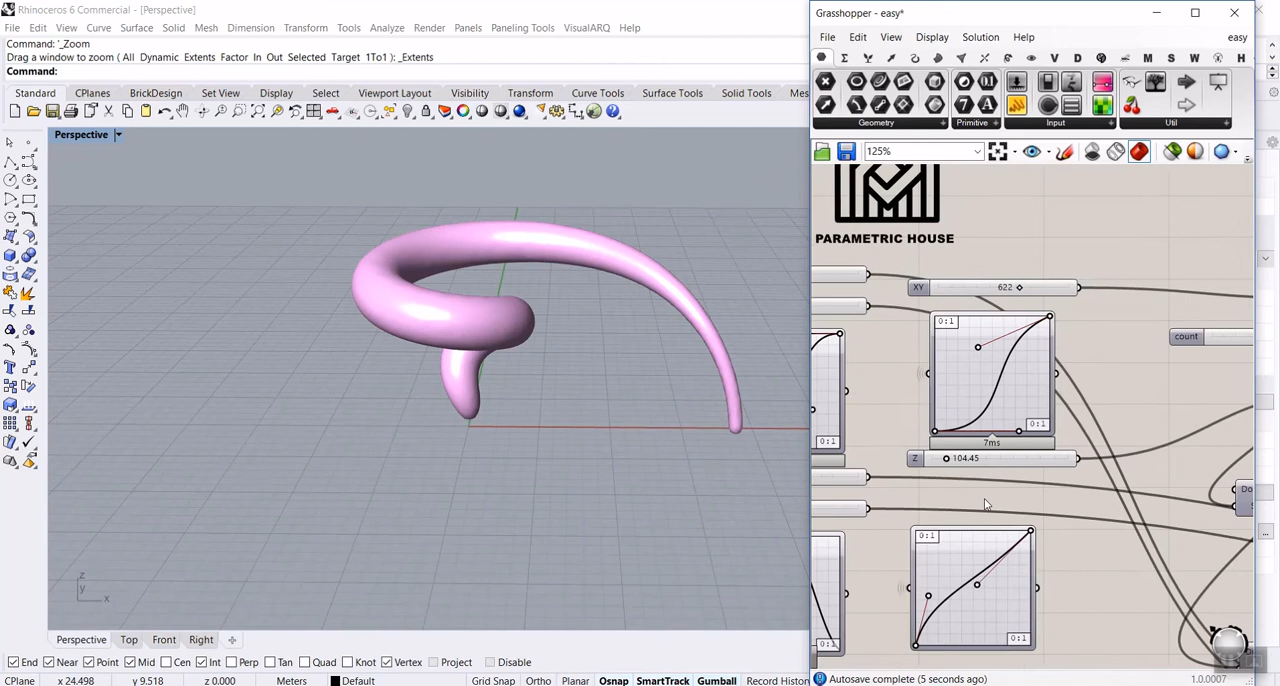 Rhinoceros 6 Commercial - [Perspective]
File Edit View Curve Surface Solid Mesh Dimension Transform Tools Analyze Render Panels Paneling Tools VisualARQ Help
Command: '_Zoom
Drag a window to zoom ( All Dynamic Extents Factor In Out Selected Target 1To1 ): _Extents
Command:
Standard CPlanes BrickDesign Set View Display Select Viewport Layout Visibility Transform Curve Tools Surface Tools Solid Tools Mes
Perspective
z
y
x
Perspective Top Front Right
End Near Point Mid Cen Int Perp Tan Quad Knot Vertex Project Disable
CPlane x 24.498 y 9.518 z 0.000 Meters Default Grid Snap Ortho Planar Osnap SmartTrack Gumball Record History
Grasshopper - easy*
File Edit View Display Solution Help easy
V D M S W H
Geometry Primitive Input Util
125%
PARAMETRIC HOUSE
XY 622
0:1
0:1
count
0:1
7ms
Z 104.45
Do
0:1
0:1
0:1
...
Autosave complete (5 seconds ago) 1.0.0007